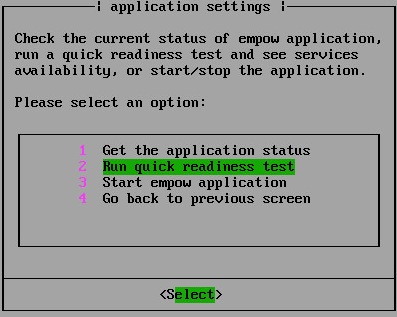 application settings
Check the current status of empow application,
run a quick readiness test and see services
availability, or start/stop the application.
Please select an option:
1 Get the application status
2 Run quick readiness test
3 Start empow application
4 Go back to previous screen
<Select>